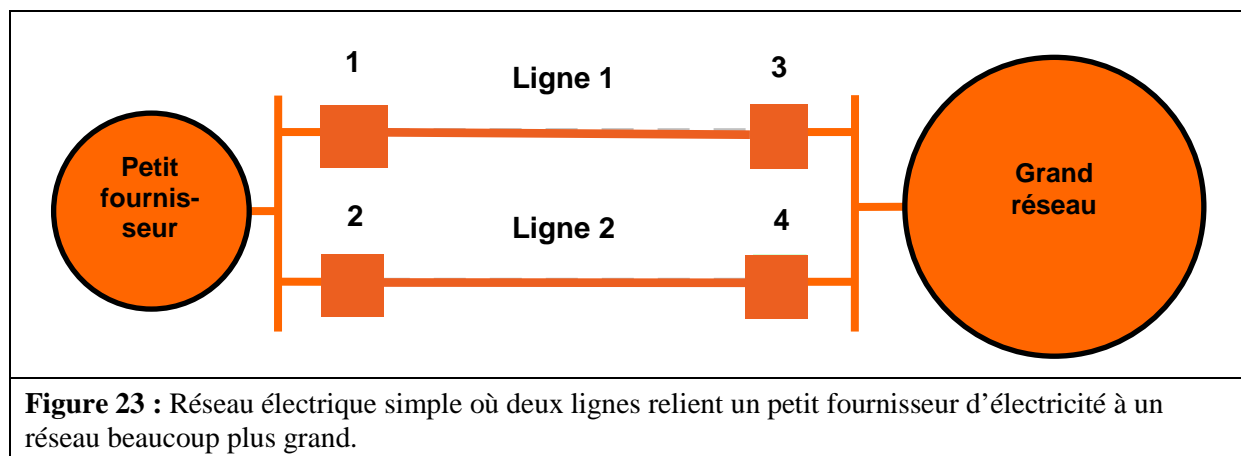 1
Ligne 1
3
Petit
fournis-
seur
Grand
réseau
2
Ligne 2
4
Figure 23 : Réseau électrique simple où deux lignes relient un petit fournisseur d’électricité à un
réseau beaucoup plus grand.